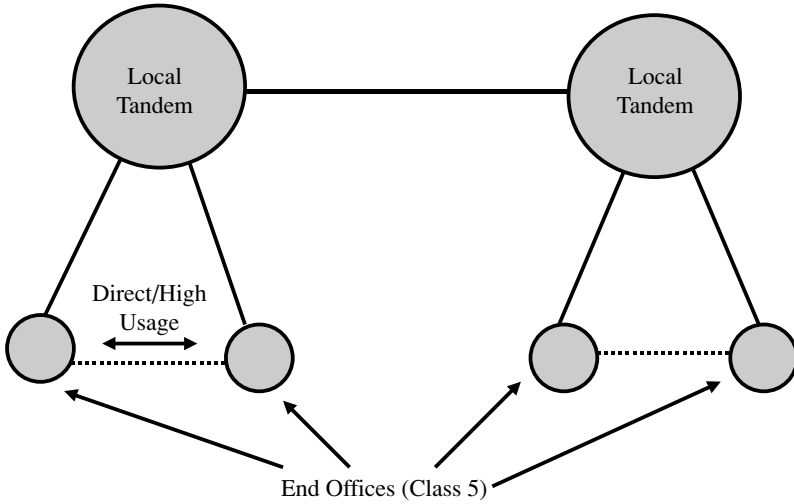 Local
Tandem
Local
Tandem
Direct/High
Usage
End Offices (Class 5)